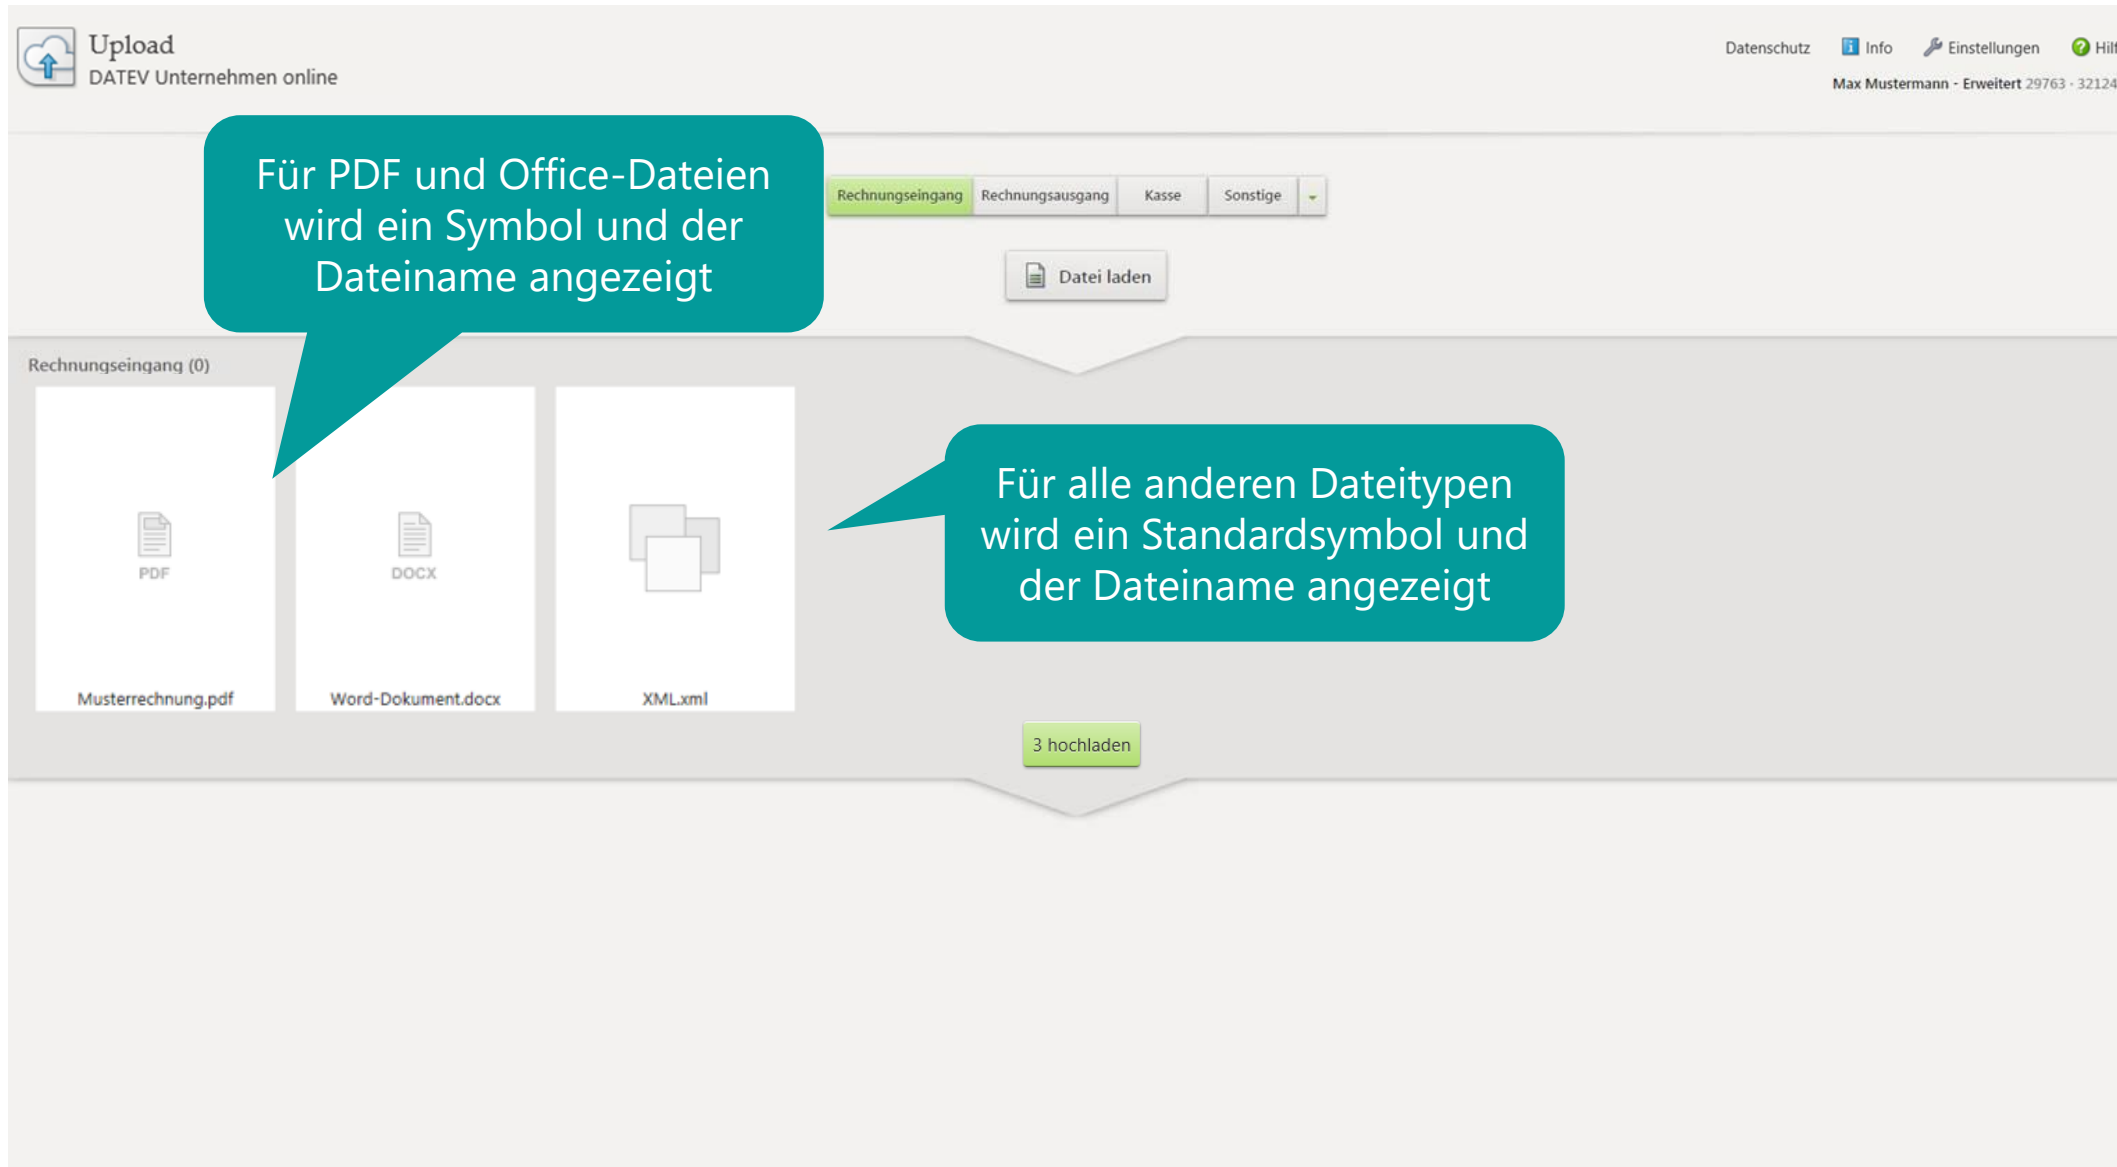 Upload
DATEV Unternehmen online
Datenschutz Info Einstellungen Hilf
Max Mustermann - Erweitert 29763 - 32124
Für PDF und Office-Dateien
wird ein Symbol und der
Dateiname angezeigt
Rechnungseingang Rechnungsausgang Kasse Sonstige
Datei laden
Rechnungseingang (0)
PDF
DOCX
Musterrechnung.pdf
Word-Dokument.docx
XML.xml
Für alle anderen Dateitypen
wird ein Standardsymbol und
der Dateiname angezeigt
3 hochladen